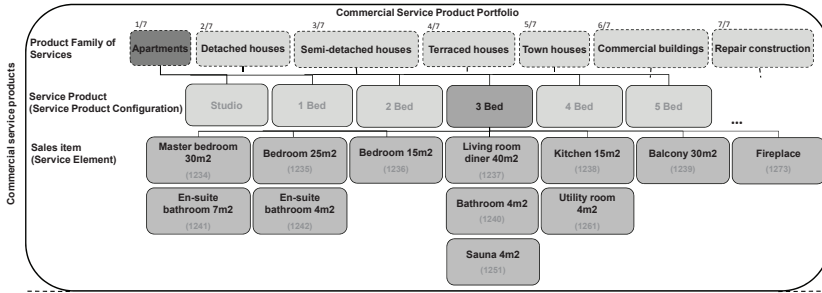 Commercial Service Product Portfolio
1/7
2/7
3/7
4/7
5/7
6/7
7/7
Product Family of
Services
Apartments
Detached houses
Semi-detached houses
Terraced houses
Town houses
Commercial buildings
Repair construction
Commercial service products
Service Product
(Service Product Configuration)
Studio
1 Bed
2 Bed
3 Bed
4 Bed
5 Bed
...
Sales item
(Service Element)
Master bedroom
30m2
(1234)
Bedroom 25m2
(1235)
Bedroom 15m2
(1236)
Living room
diner 40m2
(1237)
Kitchen 15m2
(1238)
Balcony 30m2
(1239)
Fireplace
(1273)
En-suite
bathroom 7m2
(1241)
En-suite
bathroom 4m2
(1242)
Bathroom 4m2
(1240)
Utility room
4m2
(1261)
Sauna 4m2
(1251)